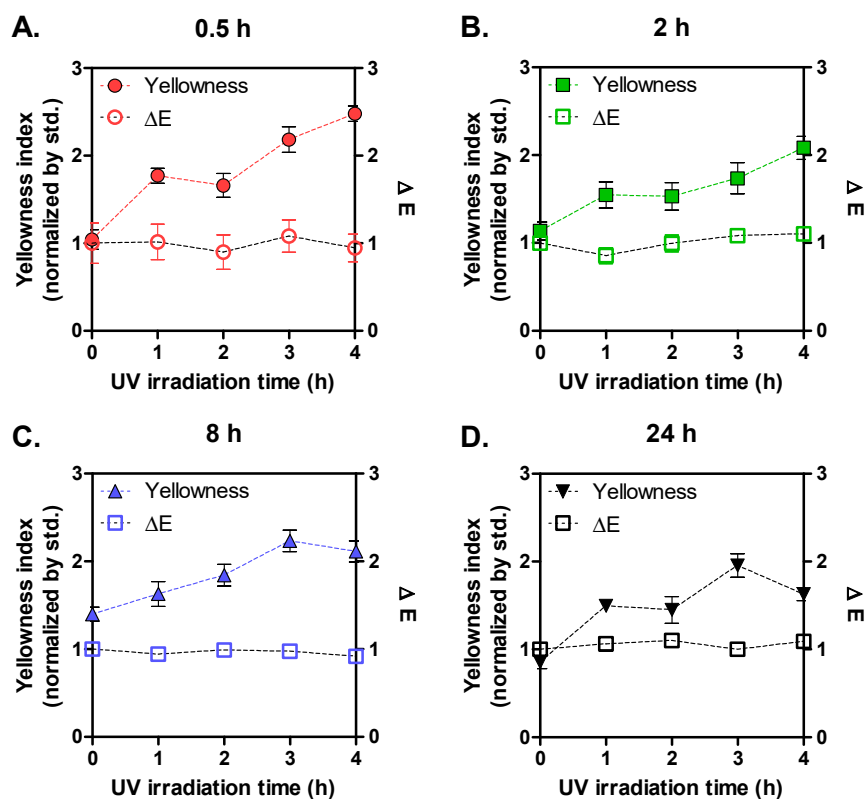 A.
0.5 h
Yellowness index
(normalized by std.)
3
2
1
0
Yellowness
ΔE
3
2
1
0
Δ E
0 1 2 3 4
UV irradiation time (h)
B.
2 h
Yellowness index
(normalized by std.)
3
2
1
0
Yellowness
ΔE
3
2
1
0
Δ E
0 1 2 3 4
UV irradiation time (h)
C.
8 h
Yellowness index
(normalized by std.)
3
2
1
0
Yellowness
ΔE
3
2
1
0
Δ E
0 1 2 3 4
UV irradiation time (h)
D.
24 h
Yellowness index
(normalized by std.)
3
2
1
0
Yellowness
ΔE
3
2
1
0
Δ E
0 1 2 3 4
UV irradiation time (h)